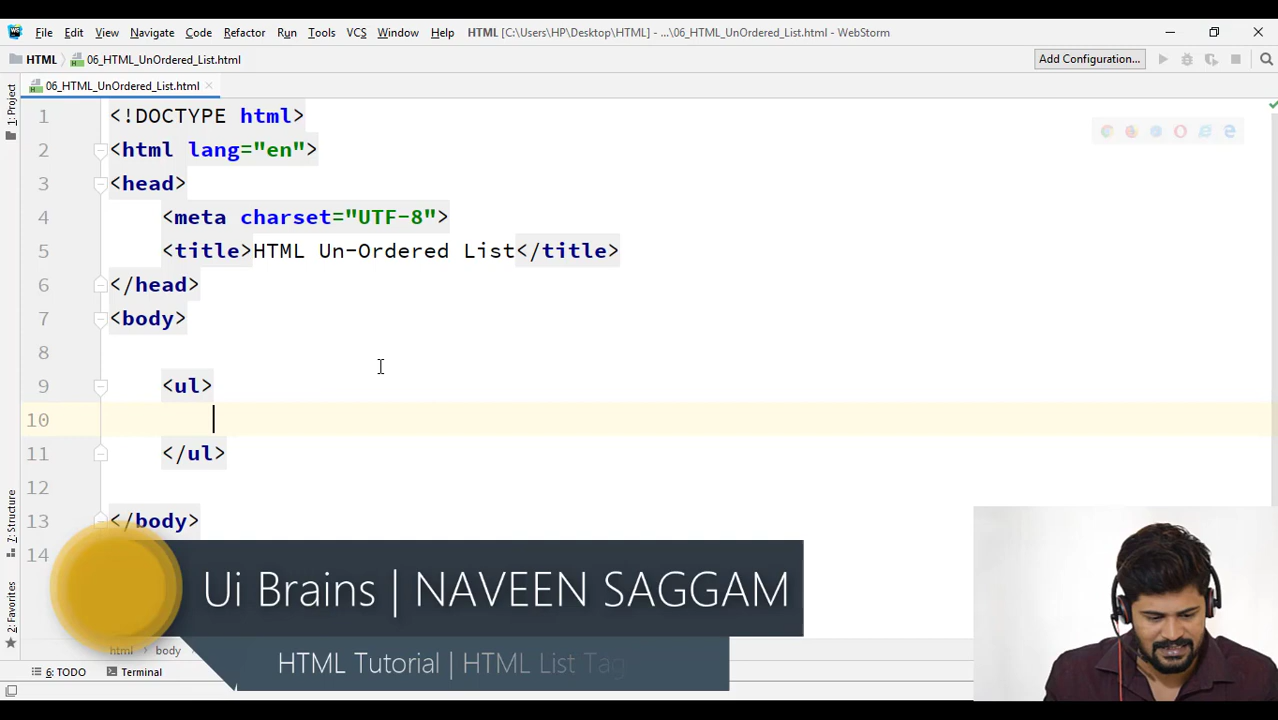 File Edit View Navigate Code Refactor Run Tools VCS Window Help HTML [C:\Users\HP\Desktop\HTML] - ...\06_HTML_UnOrdered_List.html - WebStorm
HTML 06_HTML_UnOrdered_List.html Add Configuration...
1: Project
06_HTML_UnOrdered_List.html
1 <!DOCTYPE html>
2 <html lang="en">
3 <head>
4 <meta charset="UTF-8">
5 <title>HTML Un-Ordered List</title>
6 </head>
7 <body>
8
9 <ul>
10
11 </ul>
12
13 </body>
14
7: Structure
2: Favorites
Ui Brains | NAVEEN SAGGAM
HTML Tutorial | HTML List Tag
html body
6: TODO Terminal